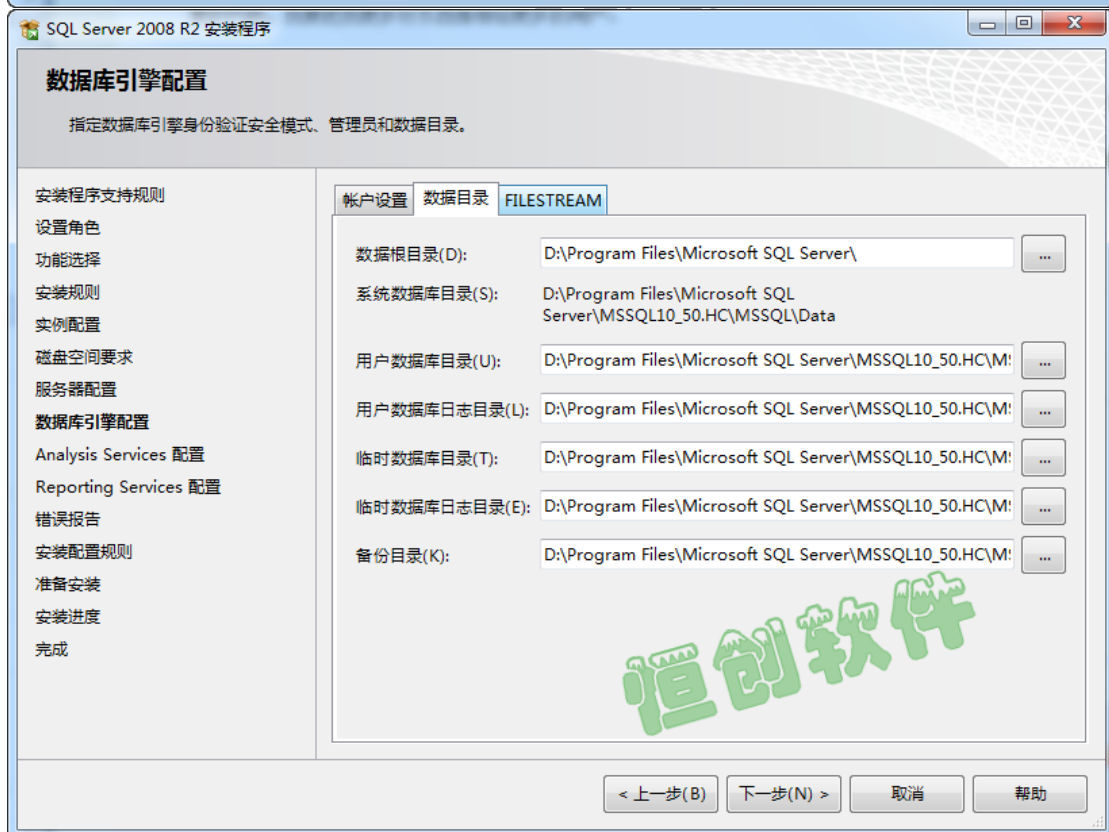 SQL Server 2008 R2 安装程序
数据库引擎配置
指定数据库引擎身份验证安全模式、管理员和数据目录。
安装程序支持规则
设置角色
功能选择
安装规则
实例配置
磁盘空间要求
服务器配置
数据库引擎配置
Analysis Services 配置
Reporting Services 配置
错误报告
安装配置规则
准备安装
安装进度
完成
帐户设置 数据目录 FILESTREAM
数据根目录(D): D:\Program Files\Microsoft SQL Server\ ...
系统数据库目录(S): D:\Program Files\Microsoft SQL
Server\MSSQL10_50.HC\MSSQL\Data
用户数据库目录(U): D:\Program Files\Microsoft SQL Server\MSSQL10_50.HC\M ...
用户数据库日志目录(L): D:\Program Files\Microsoft SQL Server\MSSQL10_50.HC\M ...
临时数据库目录(T): D:\Program Files\Microsoft SQL Server\MSSQL10_50.HC\M ...
临时数据库日志目录(E): D:\Program Files\Microsoft SQL Server\MSSQL10_50.HC\M ...
备份目录(K): D:\Program Files\Microsoft SQL Server\MSSQL10_50.HC\M ...
恒创软件
< 上一步(B) 下一步(N) > 取消 帮助